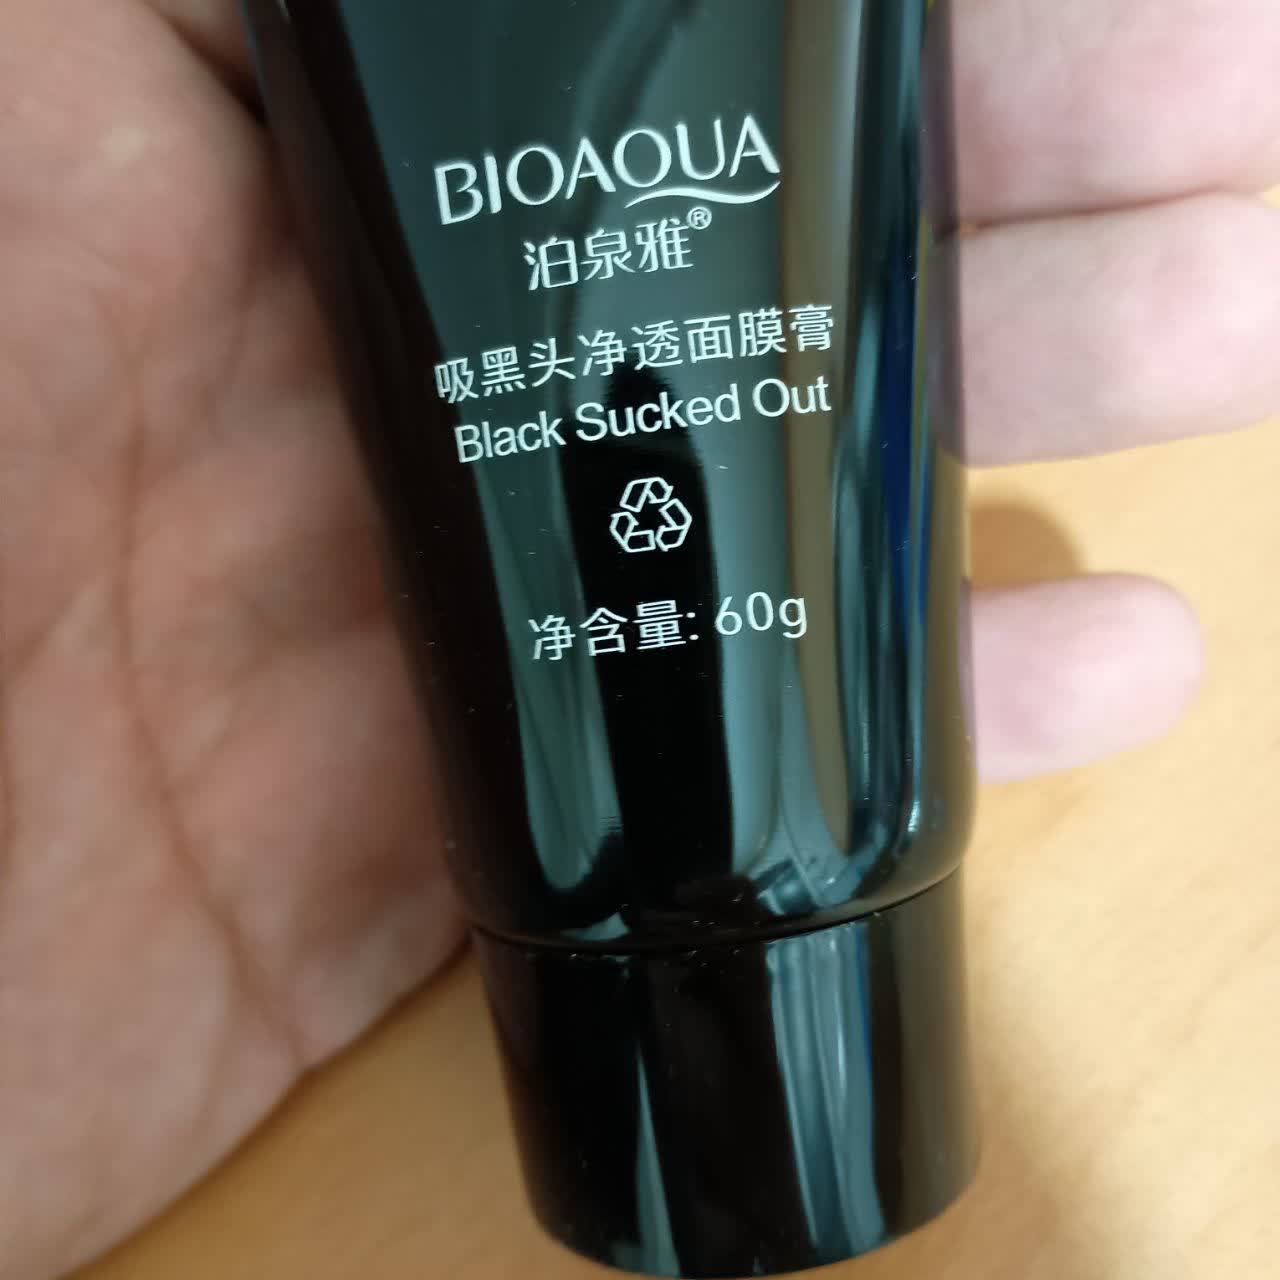 BIOAQUA
泊泉雅®
吸黑头净透面膜膏
Black Sucked Out
净含量: 60g